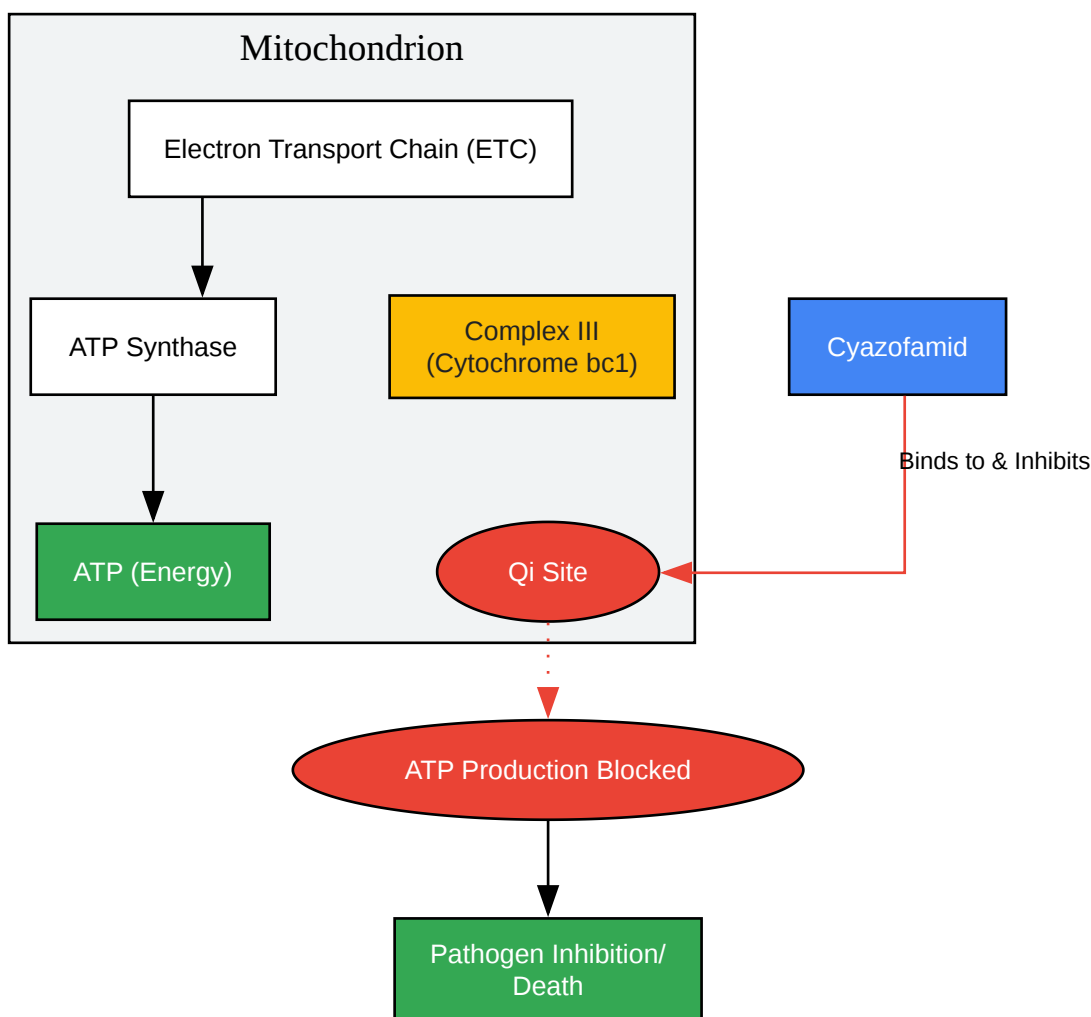 Mitochondrion
Electron Transport Chain (ETC)
ATP Synthase
Complex III
(Cytochrome bc1)
Cyazofamid
Binds to & Inhibits
ATP (Energy)
Qi Site
ATP Production Blocked
Pathogen Inhibition/
Death